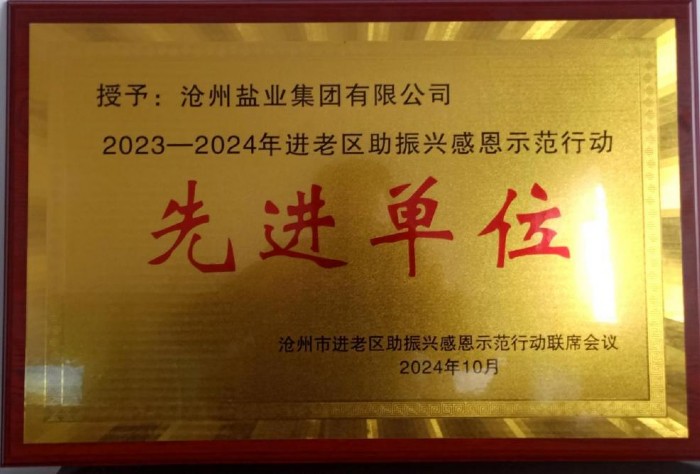 授予：沧州盐业集团有限公司
2023—2024年进老区助振兴感恩示范行动
先进单位
沧州市进老区助振兴感恩示范行动联席会议
2024年10月